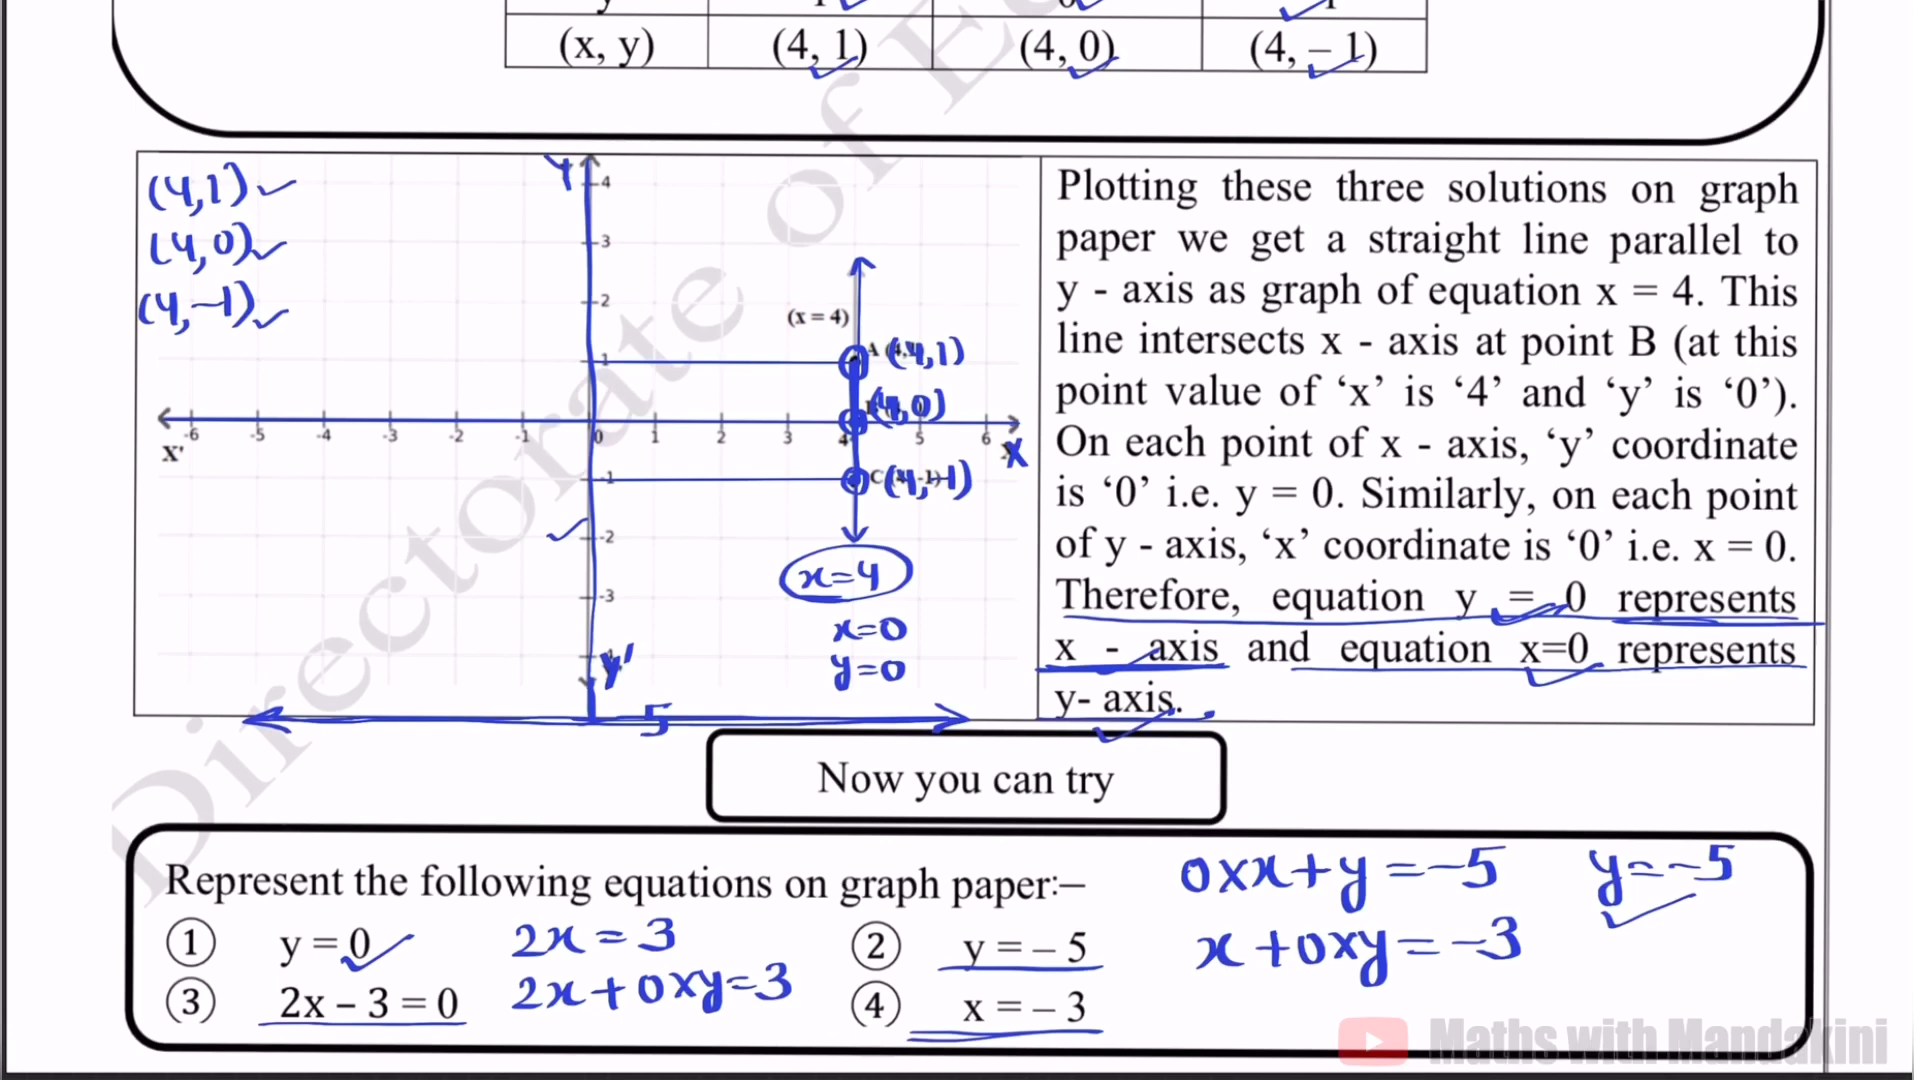 (x, y) (4, 1) (4, 0) (4, – 1)
(4,1)
(4,0)
(4,-1)
Y
4
3
2
1
-1
-2
-3
(x = 4)
(4,1)
(4,0)
(4,-1)
-6 -5 -4 -3 -2 -1 0 1 2 3 4 5 6
X'
X
x=4
x=0
y=0
Y'
5
Plotting these three solutions on graph
paper we get a straight line parallel to
y - axis as graph of equation x = 4. This
line intersects x - axis at point B (at this
point value of ‘x’ is ‘4’ and ‘y’ is ‘0’).
On each point of x - axis, ‘y’ coordinate
is ‘0’ i.e. y = 0. Similarly, on each point
of y - axis, ‘x’ coordinate is ‘0’ i.e. x = 0.
Therefore, equation y = 0 represents
x - axis and equation x=0 represents
y- axis.
Now you can try
Represent the following equations on graph paper:–
0xx+y=-5 y=-5
① y = 0 2x=3 ② y = – 5 x+0xy=-3
③ 2x – 3 = 0 2x+0xy=3 ④ x = – 3
Directorate of
Maths with Mandakini